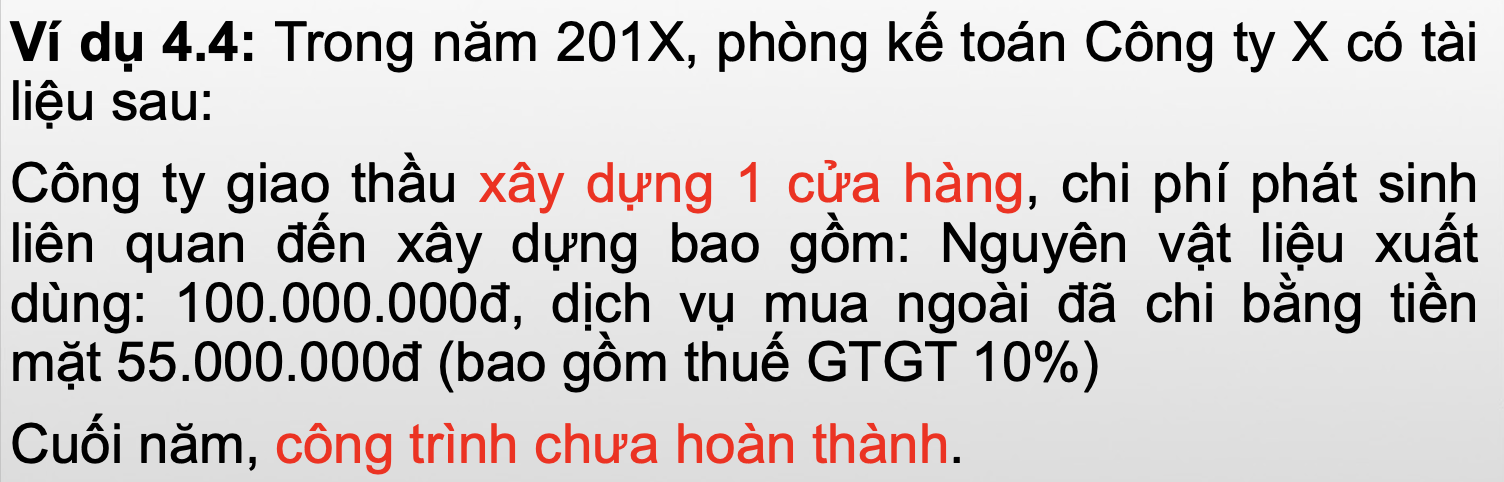 Ví dụ 4.4: Trong năm 201X, phòng kế toán Công ty X có tài
liệu sau:
Công ty giao thầu xây dựng 1 cửa hàng, chi phí phát sinh
liên quan đến xây dựng bao gồm: Nguyên vật liệu xuất
dùng: 100.000.000đ, dịch vụ mua ngoài đã chi bằng tiền
mặt 55.000.000đ (bao gồm thuế GTGT 10%)
Cuối năm, công trình chưa hoàn thành.